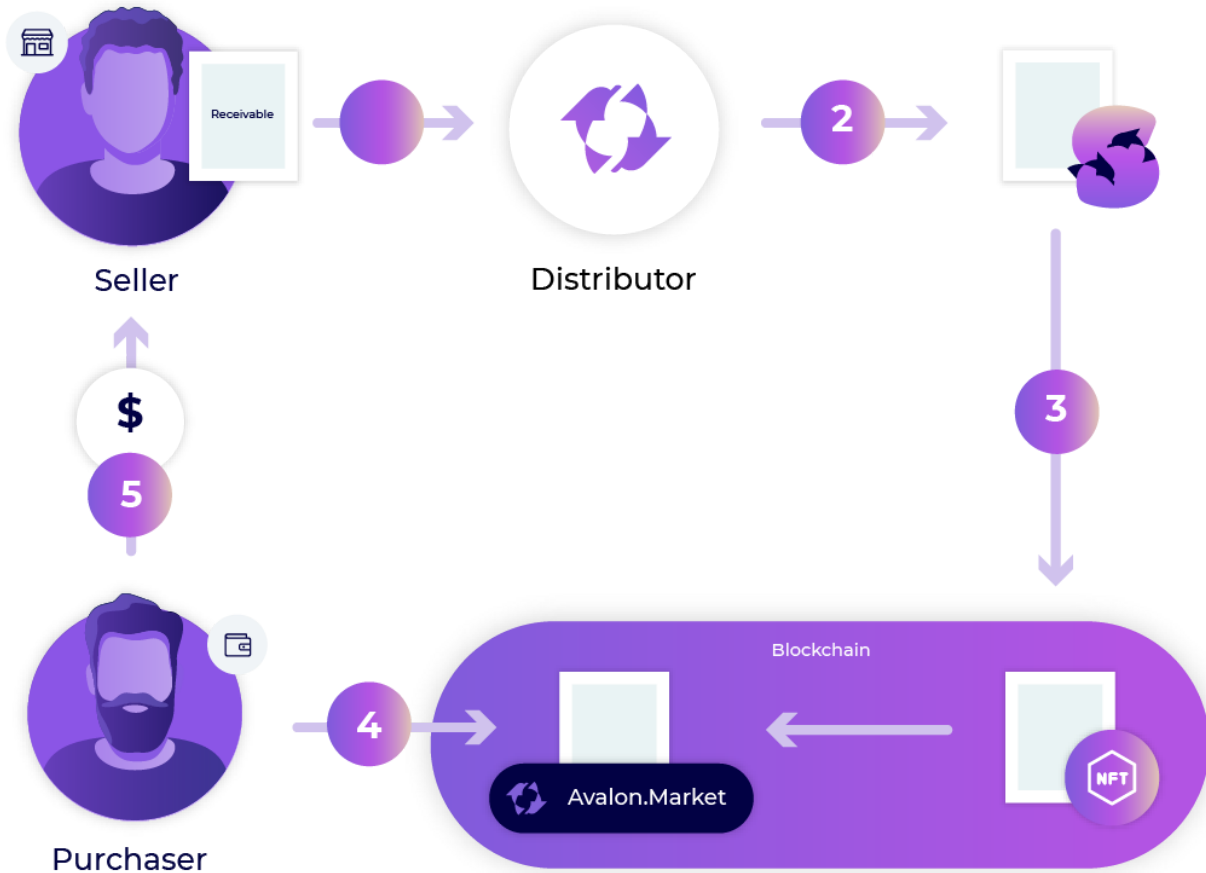 Receivable
2
Seller
Distributor
3
$
5
Blockchain
4
NFT
Avalon.Market
Purchaser